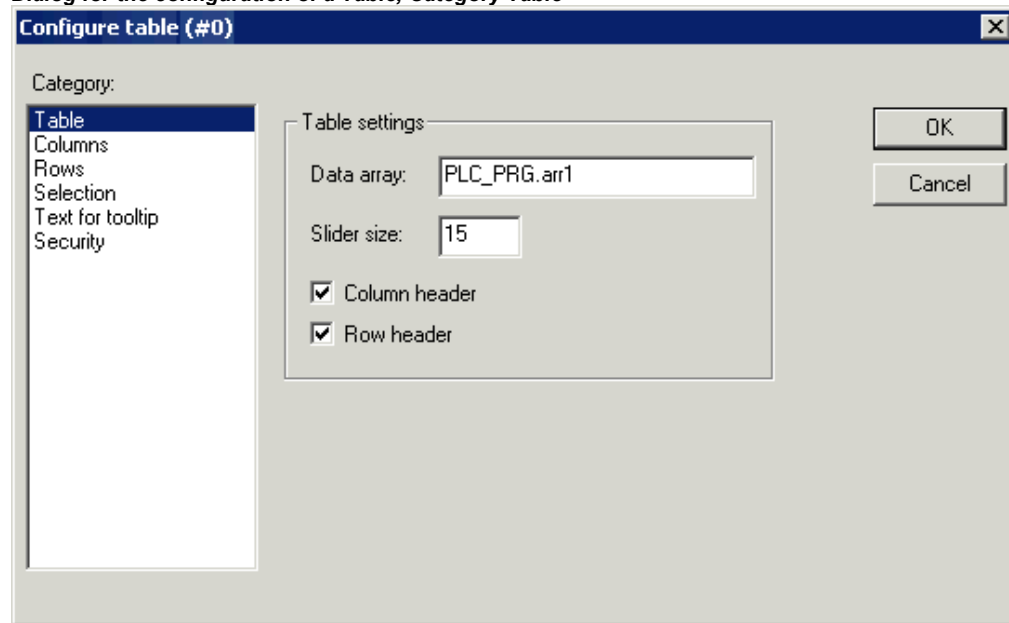 Dialog for the configuration of a Table, Category Table
Configure table (#0)
Category:
Table
Columns
Rows
Selection
Text for tooltip
Security
Table settings
Data array: PLC_PRG.arr1
Slider size: 15
Column header
Row header
OK
Cancel